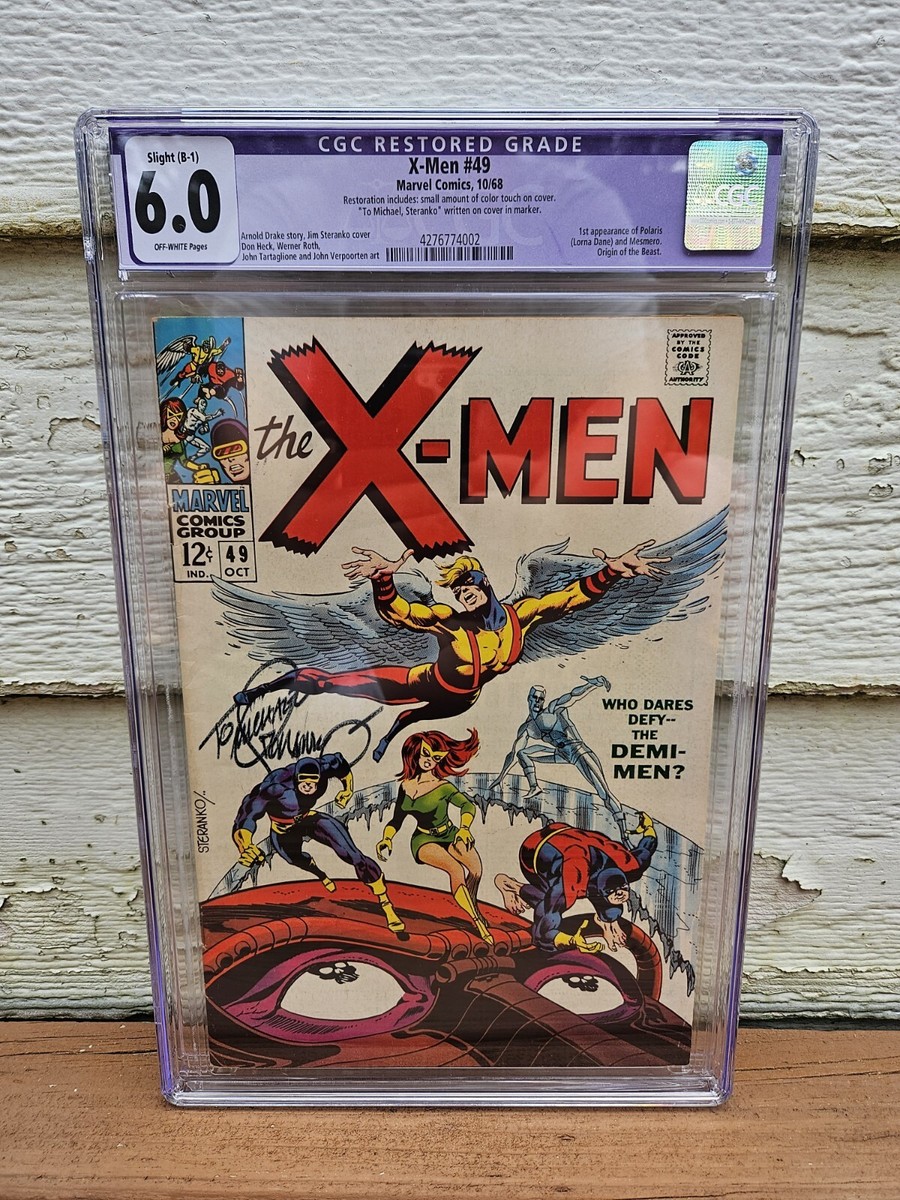 CGC RESTORED GRADE
Slight (B-1)
6.0
OFF-WHITE Pages
X-Men #49
Marvel Comics, 10/68
Restoration includes: small amount of color touch on cover.
"To Michael, Steranko" written on cover in marker.
Arnold Drake story, Jim Steranko cover
Don Heck, Werner Roth,
John Tartaglione and John Verpoorten art
4276774002
1st appearance of Polaris
(Lorna Dane) and Mesmero.
Origin of the Beast.
CGC
APPROVED
BY THE
COMICS
CODE
AUTHORITY
the X-MEN
MARVEL
COMICS
GROUP
12¢
IND.
49
OCT
To Michael
Steranko
WHO DARES
DEFY--
THE
DEMI-
MEN?
STERANKO/..